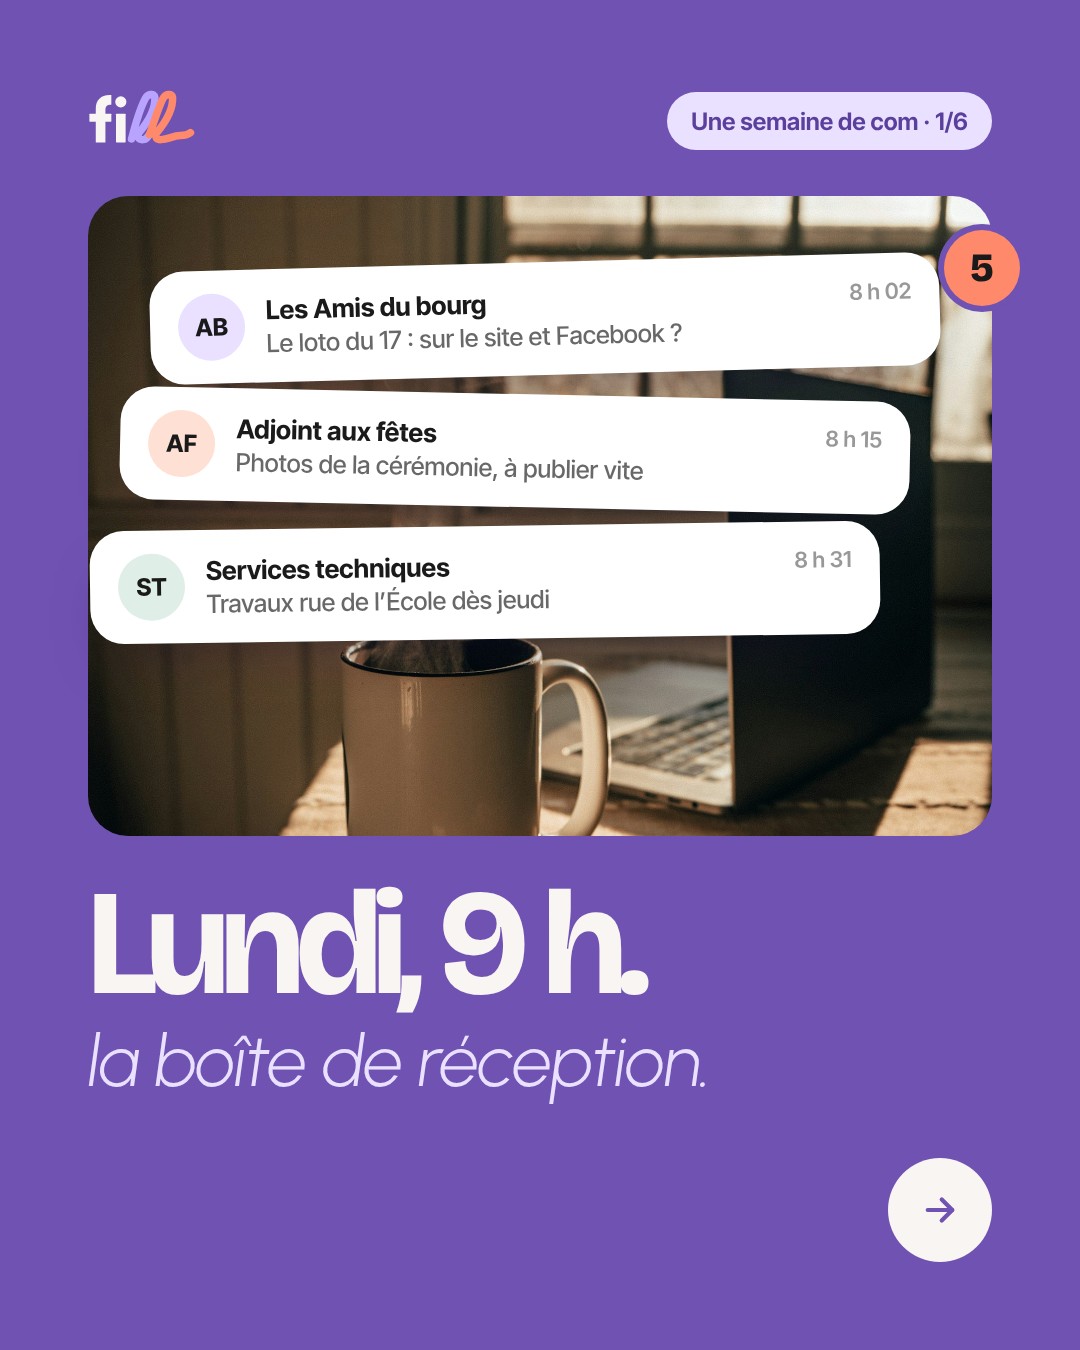 fill
Une semaine de com · 1/6
5
AB
Les Amis du bourg
8 h 02
Le loto du 17 : sur le site et Facebook ?
AF
Adjoint aux fêtes
8 h 15
Photos de la cérémonie, à publier vite
ST
Services techniques
8 h 31
Travaux rue de l’École dès jeudi
Lundi, 9 h.
la boîte de réception.